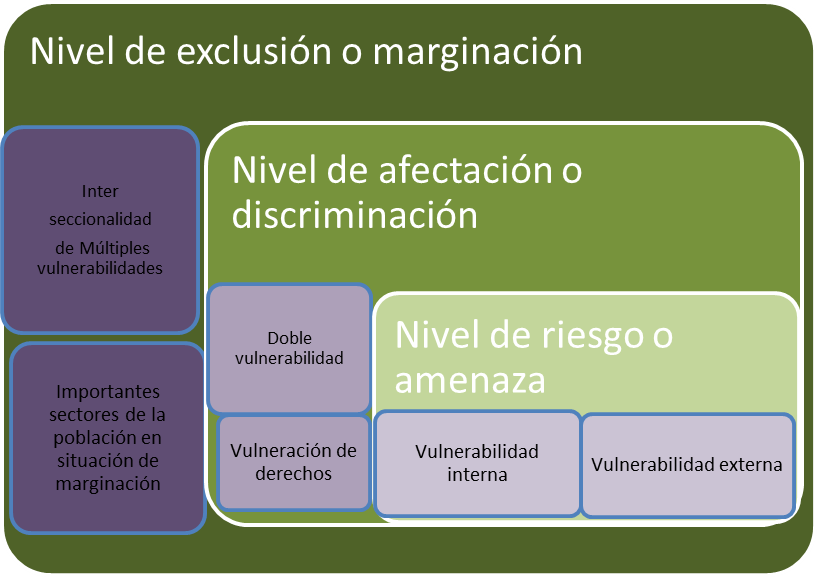 Nivel de exclusión o marginación
Inter
seccionalidad
de Múltiples
vulnerabilidades
Importantes
sectores de la
población en
situación de
marginación
Nivel de afectación o
discriminación
Doble
vulnerabilidad
Vulneración de
derechos
Nivel de riesgo o
amenaza
Vulnerabilidad
interna
Vulnerabilidad externa